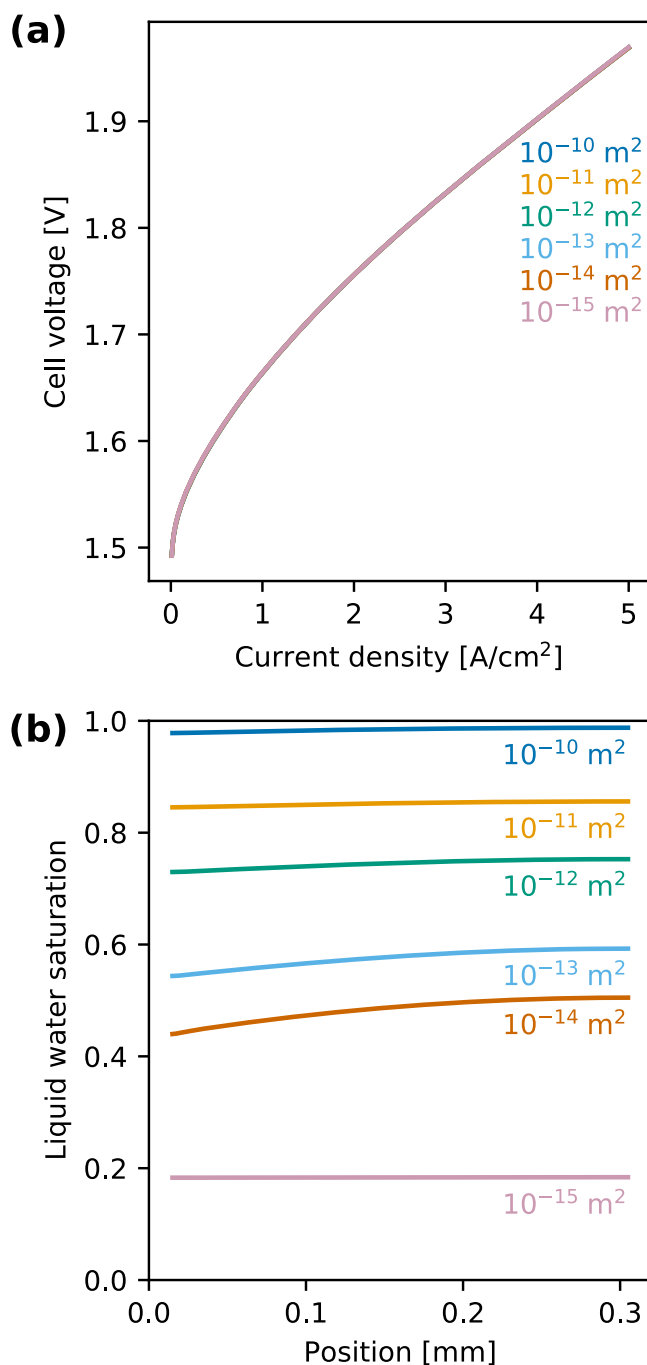 (a)
1.9
1.8
1.7
1.6
1.5
Cell voltage [V]
10⁻¹⁰ m²
10⁻¹¹ m²
10⁻¹² m²
10⁻¹³ m²
10⁻¹⁴ m²
10⁻¹⁵ m²
0 1 2 3 4 5
Current density [A/cm²]
(b)
1.0
0.8
0.6
0.4
0.2
0.0
Liquid water saturation
10⁻¹⁰ m²
10⁻¹¹ m²
10⁻¹² m²
10⁻¹³ m²
10⁻¹⁴ m²
10⁻¹⁵ m²
0.0 0.1 0.2 0.3
Position [mm]